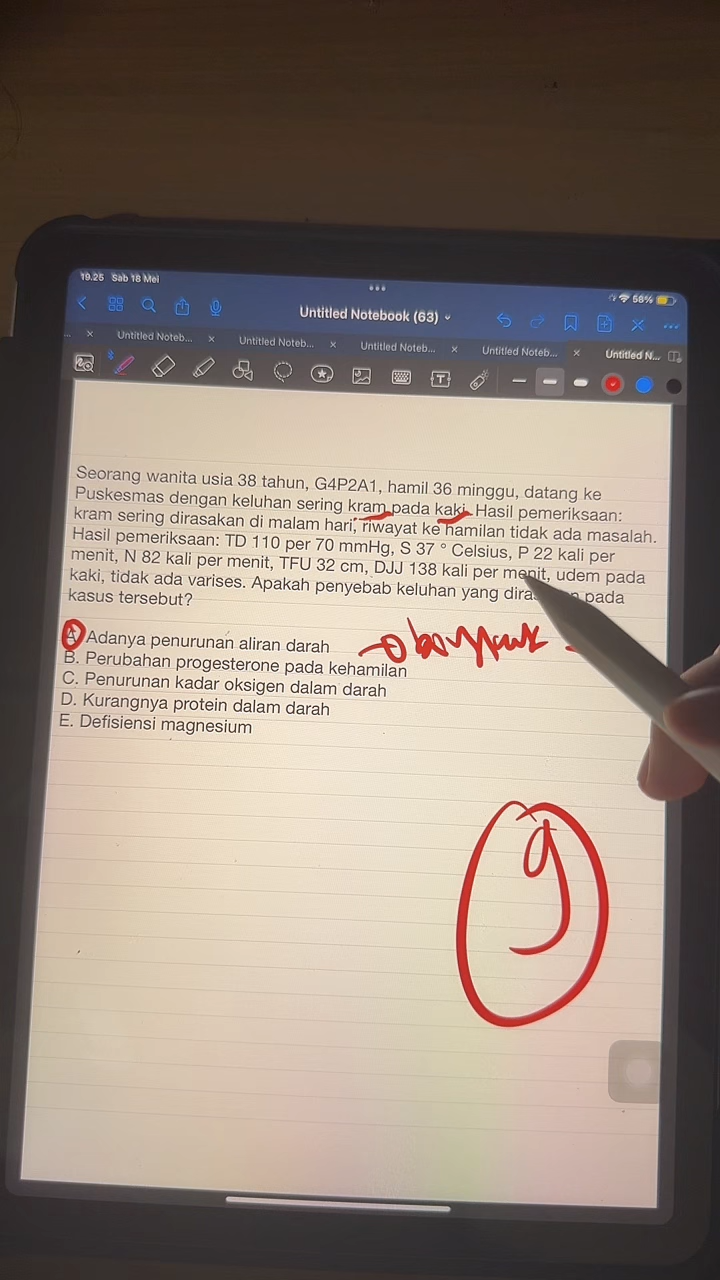 19.25 Sab 18 Mei
58%
Untitled Notebook (63)
... Untitled Noteb... Untitled Noteb... Untitled Noteb... Untitled Noteb... Untitled N...
Seorang wanita usia 38 tahun, G4P2A1, hamil 36 minggu, datang ke
Puskesmas dengan keluhan sering kram pada kaki. Hasil pemeriksaan:
kram sering dirasakan di malam hari, riwayat kehamilan tidak ada masalah.
Hasil pemeriksaan: TD 110 per 70 mmHg, S 37 ° Celsius, P 22 kali per
menit, N 82 kali per menit, TFU 32 cm, DJJ 138 kali per menit, udem pada
kaki, tidak ada varises. Apakah penyebab keluhan yang pada
kasus tersebut?
A. Adanya penurunan aliran darah
B. Perubahan progesterone pada kehamilan
C. Penurunan kadar oksigen dalam darah
D. Kurangnya protein dalam darah
E. Defisiensi magnesium
9